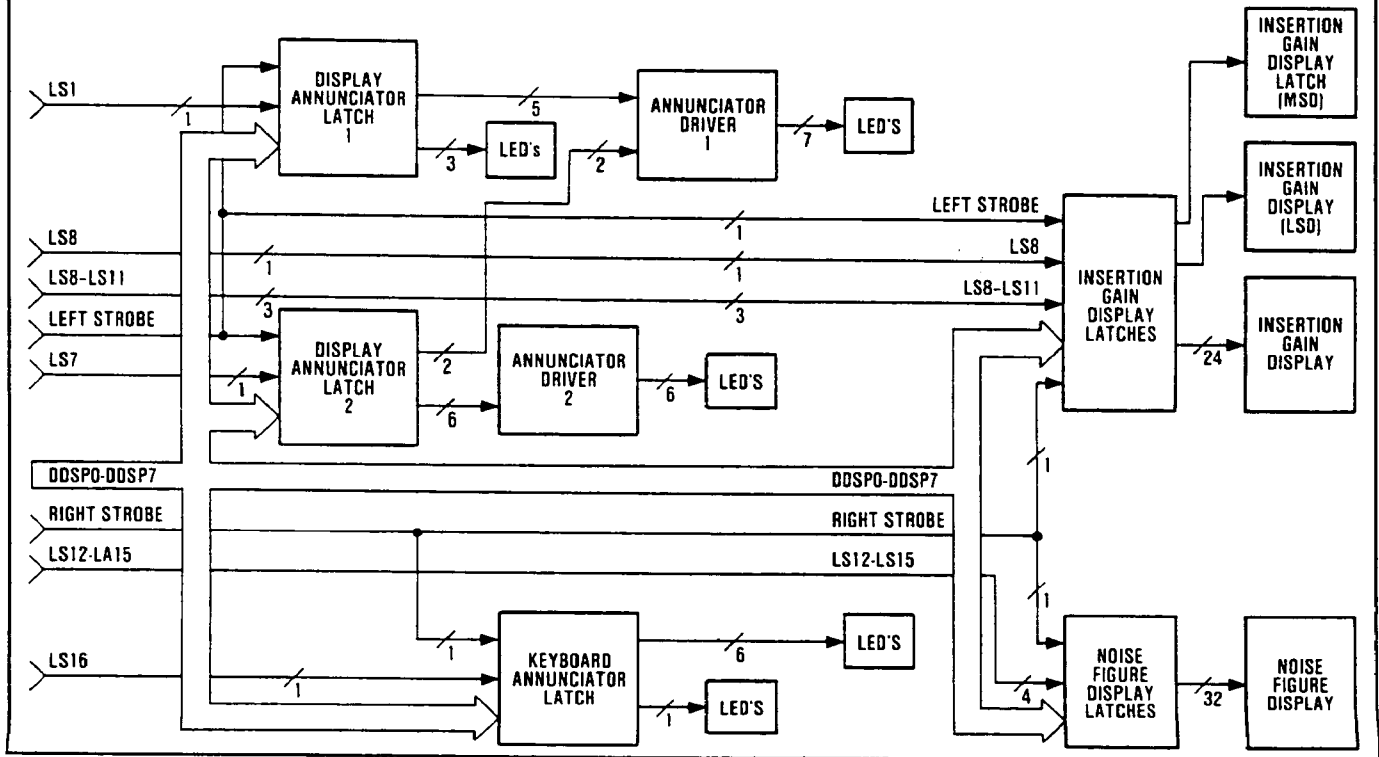 LS1
1
DISPLAY
ANNUNCIATOR
LATCH
1
5
3
LED's
2
ANNUNCIATOR
DRIVER
1
7
LED'S
INSERTION
GAIN
DISPLAY
LATCH
(MSD)
INSERTION
GAIN
DISPLAY
(LSD)
LEFT STROBE
1
LS8
1
1
LS8
LS8-LS11
3
3
LS8-LS11
LEFT STROBE
LS7
1
DISPLAY
ANNUNCIATOR
LATCH
2
2
6
ANNUNCIATOR
DRIVER
2
6
LED'S
INSERTION
GAIN
DISPLAY
LATCHES
24
INSERTION
GAIN
DISPLAY
1
DDSP0-DDSP7
DDSP0-DDSP7
RIGHT STROBE
RIGHT STROBE
LS12-LA15
LS12-LS15
1
LS16
1
1
KEYBOARD
ANNUNCIATOR
LATCH
6
LED'S
1
LED'S
4
NOISE
FIGURE
DISPLAY
LATCHES
32
NOISE
FIGURE
DISPLAY